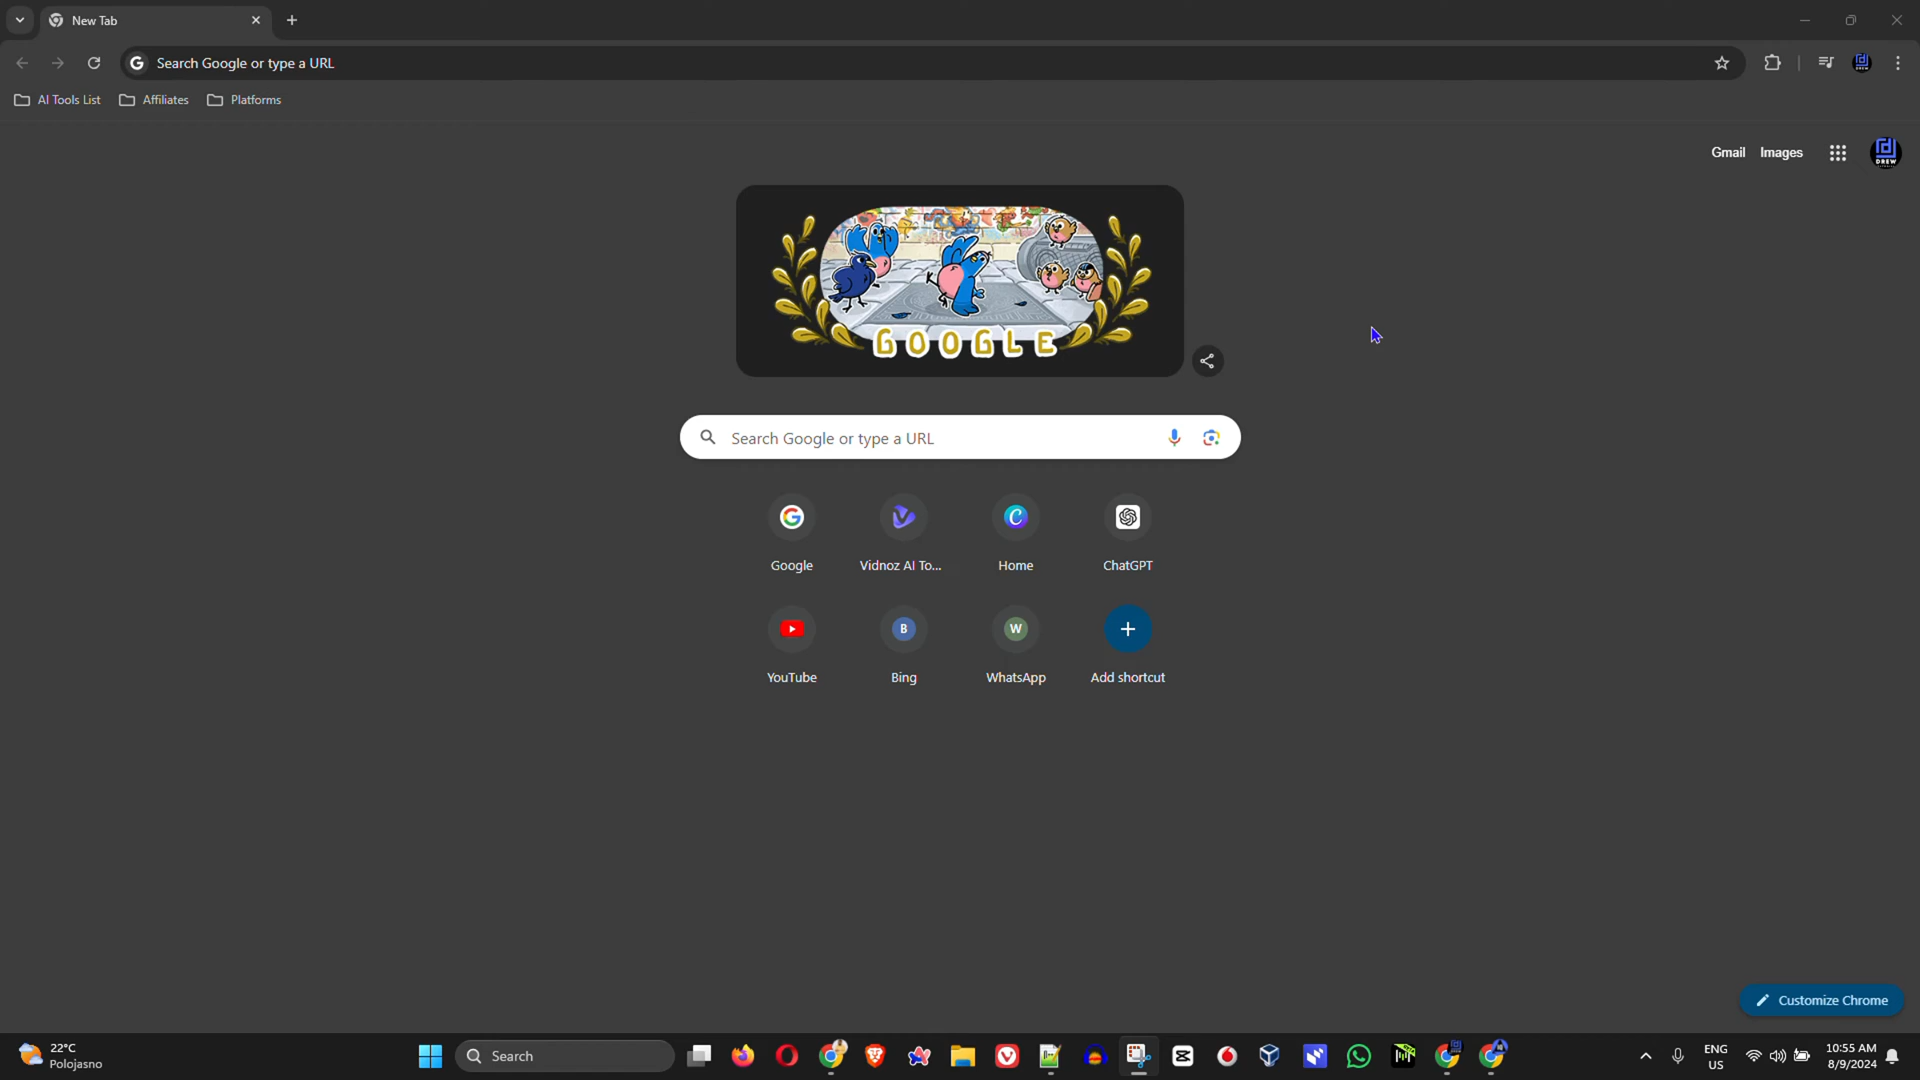 New Tab
Search Google or type a URL
AI Tools List
Affiliates
Platforms
Gmail
Images
DREW
GOOGLE
Search Google or type a URL
Google
Vidnoz AI To...
Home
ChatGPT
YouTube
B
Bing
W
WhatsApp
Add shortcut
Customize Chrome
22°C
Polojasno
Search
ENG
US
10:55 AM
8/9/2024